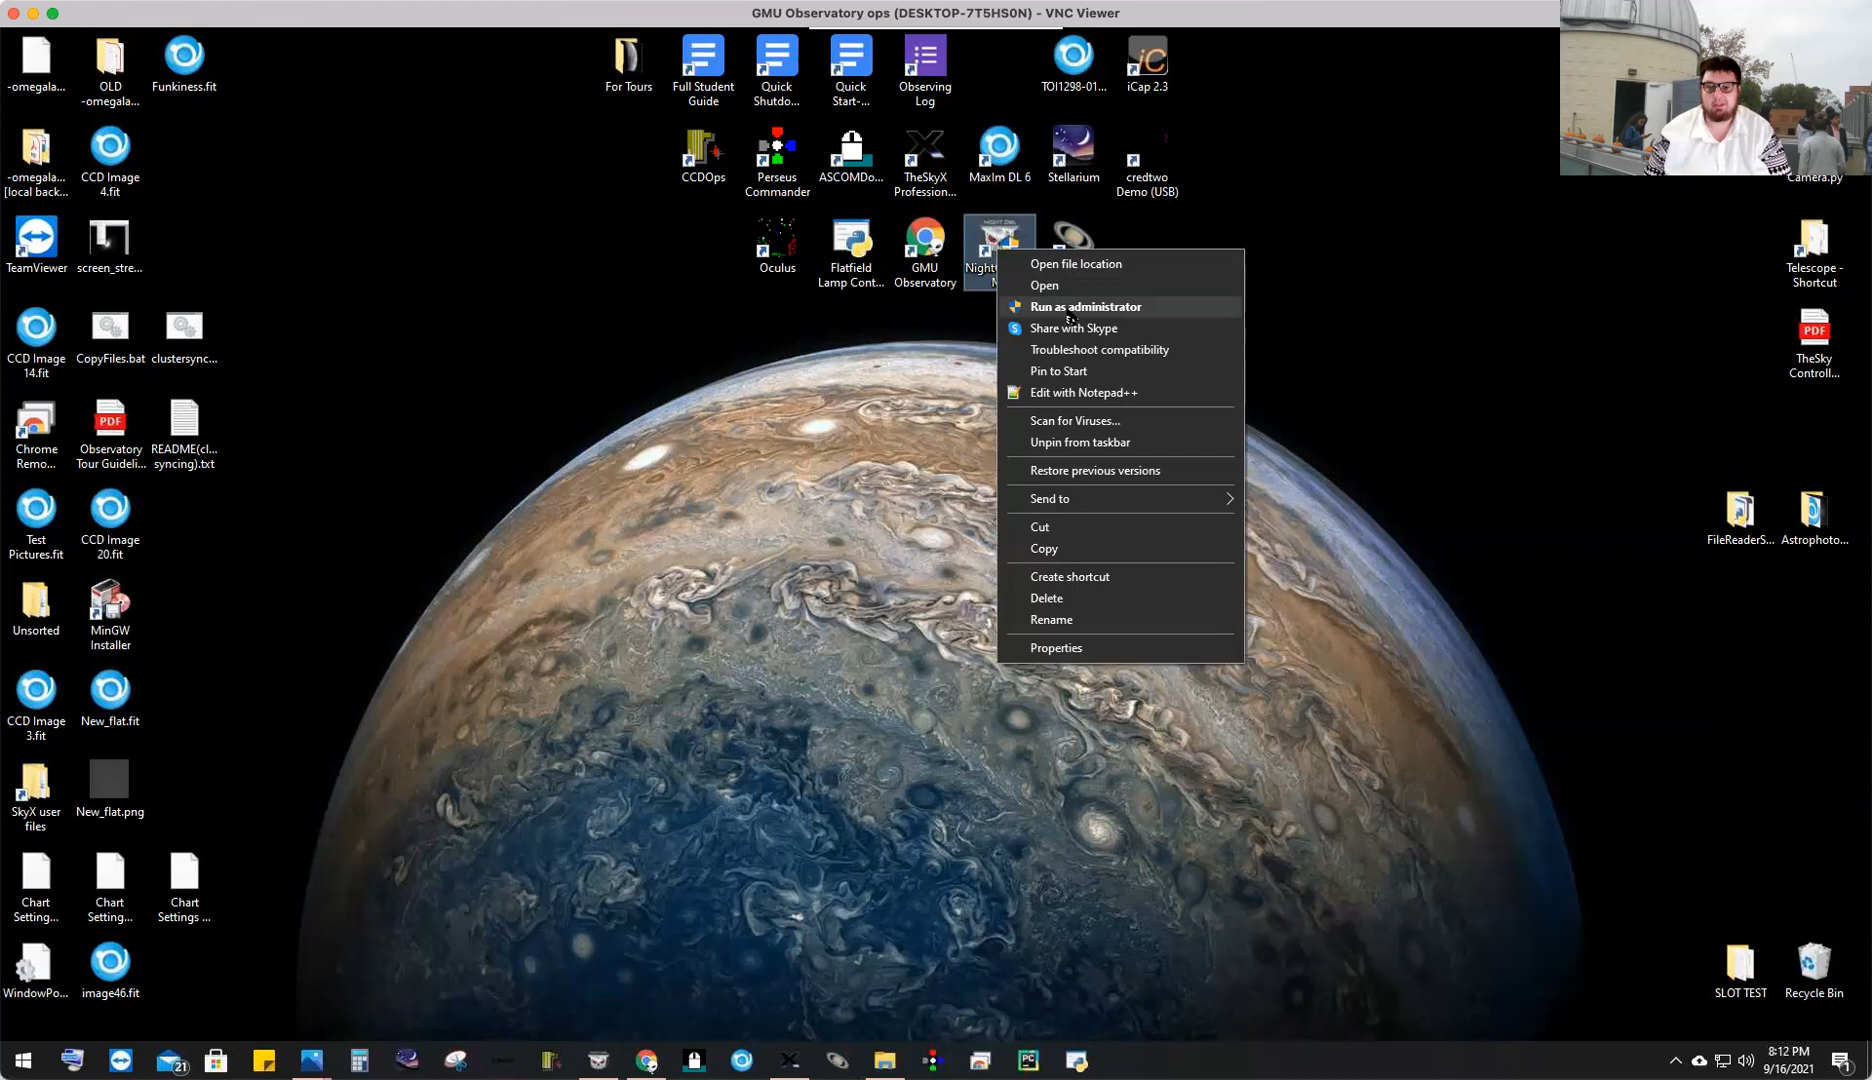 GMU Observatory ops (DESKTOP-7T5HS0N) - VNC Viewer
-omegala...
OLD
-omegala...
Funkiness.fit
For Tours
Full Student
Guide
Quick
Shutdo...
Quick
Start-...
Observing
Log
TOI1298-01...
iCap 2.3
-omegala...
[local back...
CCD Image
4.fit
CCDOps
Perseus
Commander
ASCOMDo...
TheSkyX
Profession...
MaxIm DL 6
Stellarium
credtwo
Demo (USB)
Camera.py
TeamViewer
screen_stre...
Oculus
Flatfield
Lamp Cont...
GMU
Observatory
Telescope -
Shortcut
Open file location
Open
Run as administrator
Share with Skype
Troubleshoot compatibility
Pin to Start
Edit with Notepad++
Scan for Viruses...
Unpin from taskbar
Restore previous versions
Send to
Cut
Copy
Create shortcut
Delete
Rename
Properties
CCD Image
14.fit
CopyFiles.bat
clustersync...
PDF
TheSky
Controll...
Chrome
Remo...
PDF
Observatory
Tour Guideli...
README(cl...
syncing).txt
Test
Pictures.fit
CCD Image
20.fit
FileReaderS...
Astrophoto...
Unsorted
MinGW
Installer
CCD Image
3.fit
New_flat.fit
SkyX user
files
New_flat.png
Chart
Setting...
Chart
Setting...
Chart
Settings ...
WindowPo...
image46.fit
SLOT TEST
Recycle Bin
21
PC
8:12 PM
9/16/2021
1